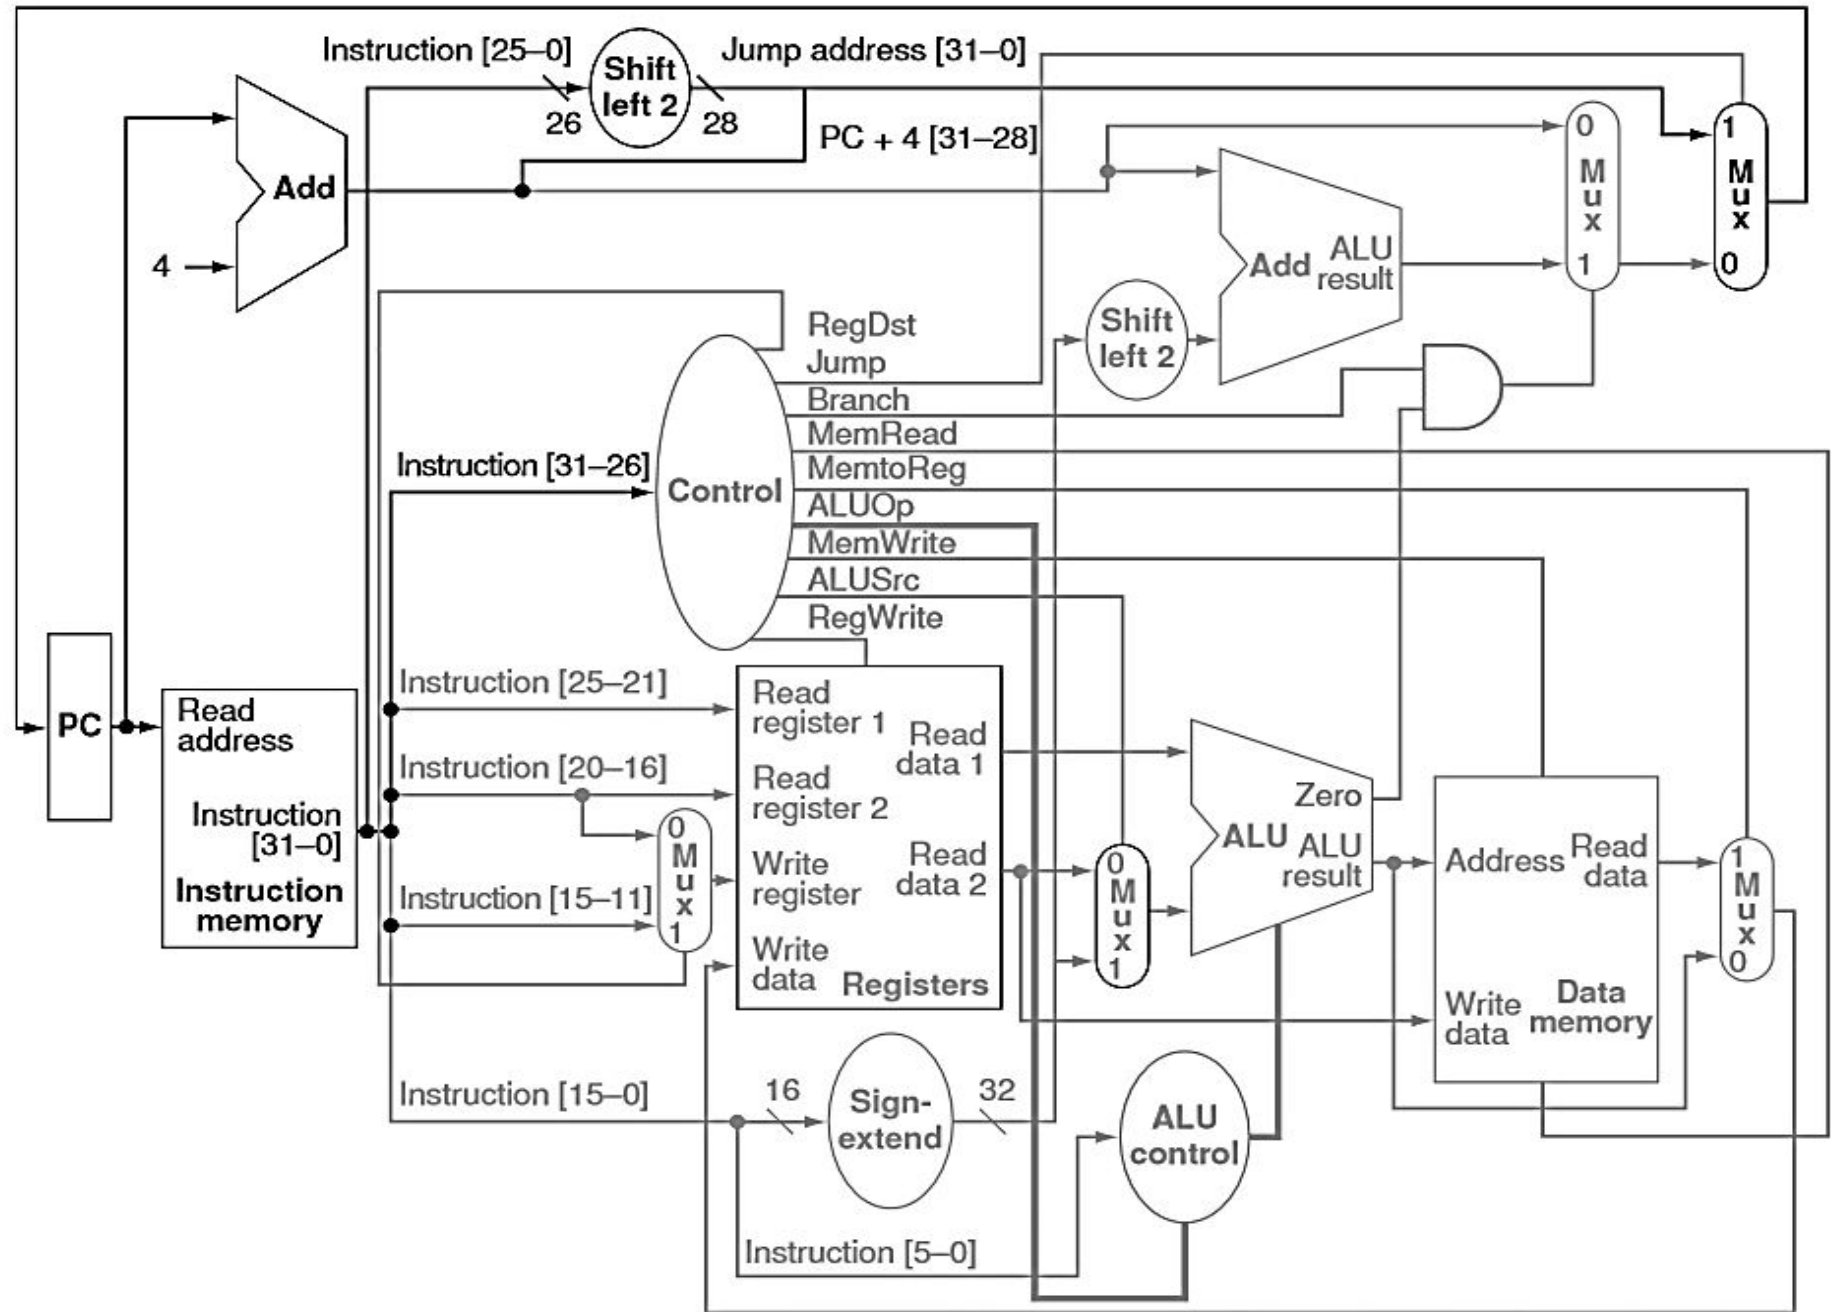 Instruction [25–0]
Shift
left 2
Jump address [31–0]
26
28
PC + 4 [31–28]
Add
4
0
M
u
x
1
1
M
u
x
0
Add
ALU
result
Shift
left 2
RegDst
Jump
Branch
MemRead
MemtoReg
ALUOp
MemWrite
ALUSrc
RegWrite
Instruction [31–26]
Control
PC
Read
address
Instruction
[31–0]
Instruction
memory
Instruction [25–21]
Instruction [20–16]
Instruction [15–11]
0
M
u
x
1
Read
register 1
Read
register 2
Write
register
Write
data
Read
data 1
Read
data 2
Registers
0
M
u
x
1
Zero
ALU
ALU
result
Address
Read
data
Write
data
Data
memory
1
M
u
x
0
Instruction [15–0]
16
Sign-
extend
32
ALU
control
Instruction [5–0]